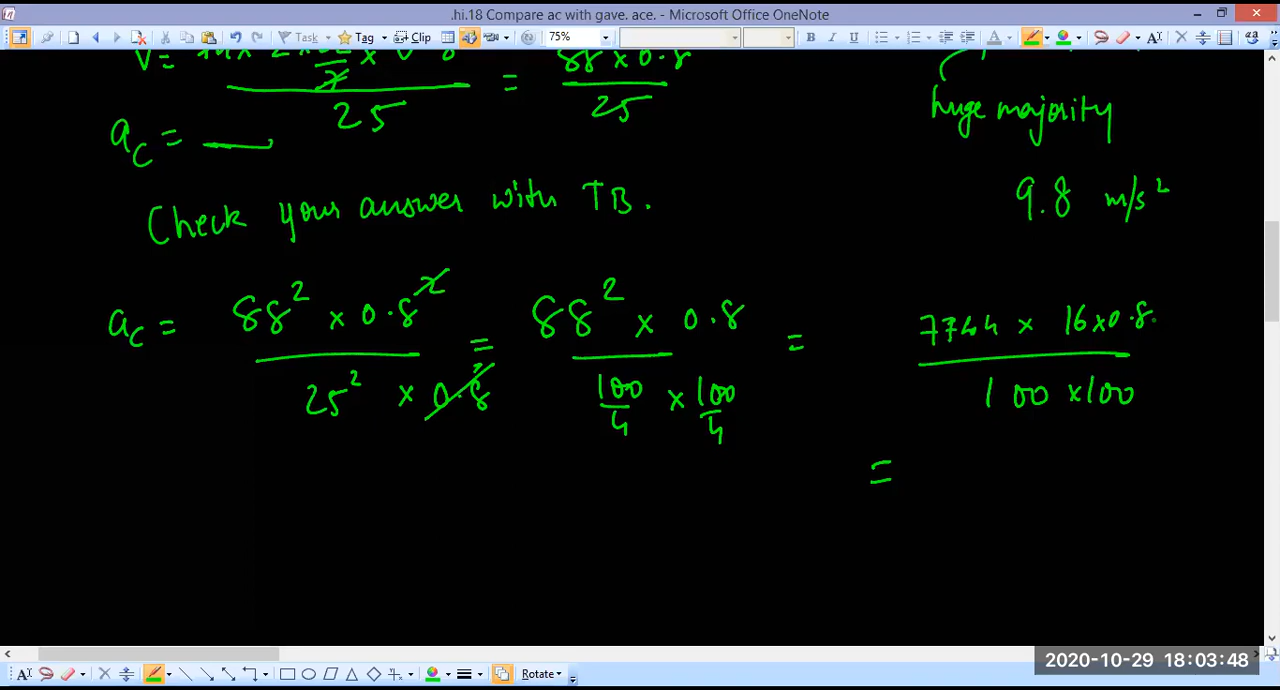 .hi.18 Compare ac with gave. ace. - Microsoft Office OneNote
Task Tag Clip 75% B I U
25 = 88 × 0.8 / 25
huge majority
a_C = ___
Check your answer with TB.
9.8 m/s²
a_C = 88² × 0.8² / 25² × 0.8 = 88² × 0.8 / 100/4 × 100/4 = 7744 × 16×0.8 / 100 ×100
=
2020-10-29 18:03:48
Rotate